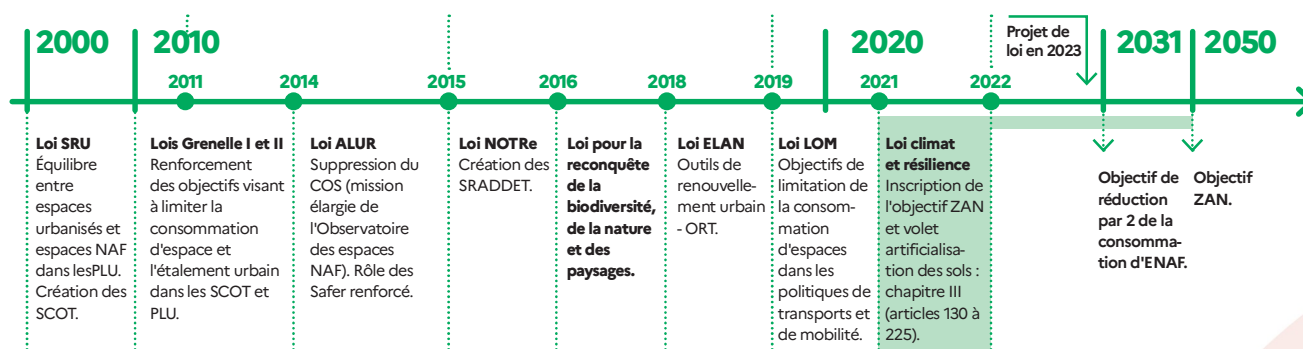 2000
2010
2020
Projet de
loi en 2023
2031
2050
2011
2014
2015
2016
2018
2019
2021
2022
Loi SRU
Équilibre
entre
espaces
urbanisés et
espaces NAF
dans lesPLU.
Création des
SCOT.
Lois Grenelle I et II
Renforcement
des objectifs visant
à limiter la
consommation
d'espace et
l'étalement urbain
dans les SCOT et
PLU.
Loi ALUR
Suppression du
COS (mission
élargie de
l'Observatoire
des espaces
NAF). Rôle des
Safer renforcé.
Loi NOTRe
Création des
SRADDET.
Loi pour la
reconquête
de la
biodiversité,
de la nature
et des
paysages.
Loi ELAN
Outils de
renouvelle-
ment urbain
- ORT.
Loi LOM
Objectifs de
limitation de
la consom-
mation
d'espaces
dans les
politiques de
transports et
de mobilité.
Loi climat
et résilience
Inscription de
l'objectif ZAN
et volet
artificialisa-
tion des sols :
chapitre III
(articles 130 à
225).
Objectif de
réduction
par 2 de la
consomma-
tion d'ENAF.
Objectif
ZAN.